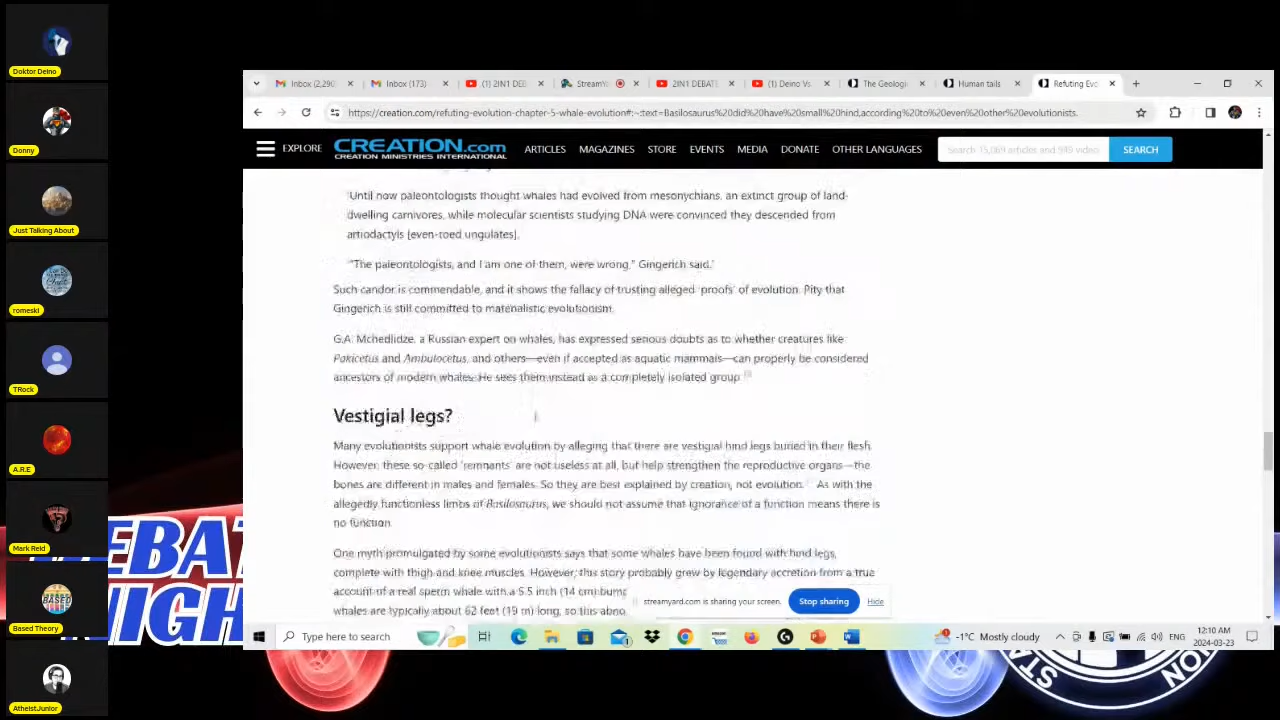 Doktor Deino
Donny
Just Talking About
romeski
TRock
A.R.E
Mark Reid
Based Theory
AtheistJunior
Inbox (2,290
Inbox (173)
(1) 2IN1 DEB
StreamY
2IN1 DEBATE
(1) Deino Vs.
The Geologi
Human tails
Refuting Evo
https://creation.com/refuting-evolution-chapter-5-whale-evolution#:~:text=Basilosaurus%20did%20have%20small%20hind,according%20to%20even%20other%20evolutionists.
EXPLORE
CREATION.com
CREATION MINISTRIES INTERNATIONAL
ARTICLES
MAGAZINES
STORE
EVENTS
MEDIA
DONATE
OTHER LANGUAGES
SEARCH
'Until now paleontologists thought whales had evolved from mesonychians, an extinct group of land-
dwelling carnivores, while molecular scientists studying DNA were convinced they descended from
artiodactyls [even-toed ungulates].
"The paleontologists, and I am one of them, were wrong," Gingerich said.'
Such candor is commendable, and it shows the fallacy of trusting alleged 'proofs' of evolution. Pity that
Gingerich is still committed to materialistic evolutionism.
G.A. Mchedlidze, a Russian expert on whales, has expressed serious doubts as to whether creatures like
Pakicetus and Ambulocetus, and others—even if accepted as aquatic mammals—can properly be considered
ancestors of modern whales. He sees them instead as a completely isolated group.
Vestigial legs?
Many evolutionists support whale evolution by alleging that there are vestigial hind legs buried in their flesh.
However, these so-called 'remnants' are not useless at all, but help strengthen the reproductive organs—the
bones are different in males and females. So they are best explained by creation, not evolution.
As with the
allegedly functionless limbs of Basilosaurus, we should not assume that ignorance of a function means there is
no function.
One myth promulgated by some evolutionists says that some whales have been found with hind legs,
complete with thigh and knee muscles. However, this story probably grew by legendary accretion from a true
account of a real sperm whale with a 5.5 inch (14 cm) bump
whales are typically about 62 feet (19 m) long, so this abno
streamyard.com is sharing your screen.
Stop sharing
Hide
Type here to search
-1°C Mostly cloudy
ENG
12:10 AM
2024-03-23
EBA
IGH
STA
ION